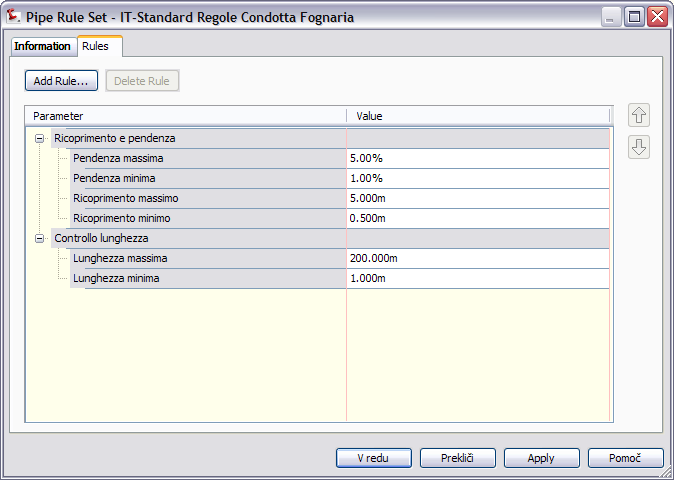 Pipe Rule Set - IT-Standard Regole Condotta Fognaria
Information Rules
Add Rule... Delete Rule
Parameter Value
Ricoprimento e pendenza
Pendenza massima 5.00%
Pendenza minima 1.00%
Ricoprimento massimo 5.000m
Ricoprimento minimo 0.500m
Controllo lunghezza
Lunghezza massima 200.000m
Lunghezza minima 1.000m
V redu Prekliči Apply Pomoč